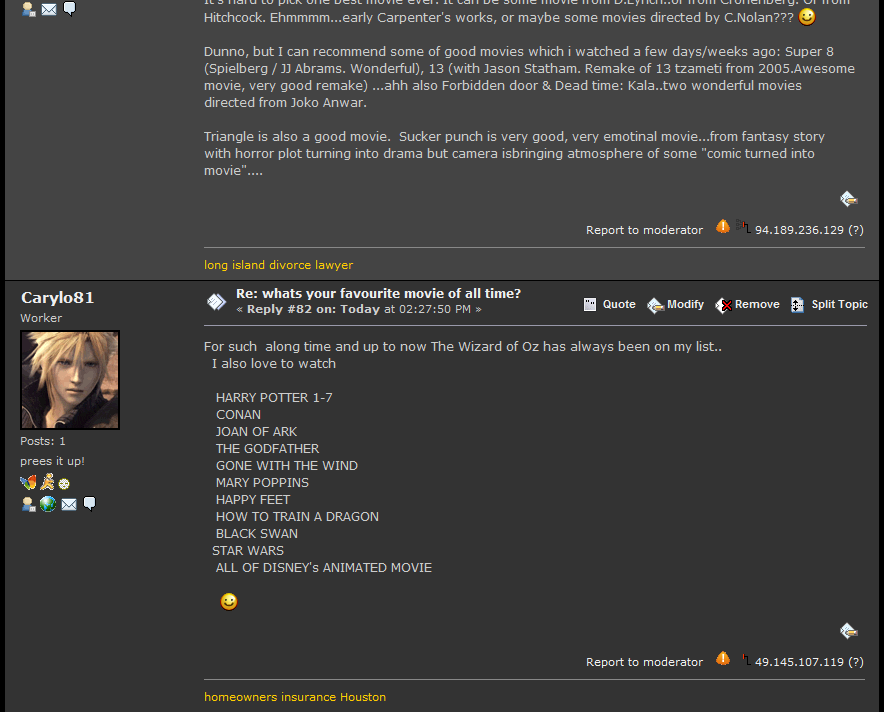 It's hard to pick one best movie ever. It can be some movie from D.Lynch..or from Cronenberg. Or from
Hitchcock. Ehmmmm...early Carpenter's works, or maybe some movies directed by C.Nolan???
Dunno, but I can recommend some of good movies which i watched a few days/weeks ago: Super 8
(Spielberg / JJ Abrams. Wonderful), 13 (with Jason Statham. Remake of 13 tzameti from 2005.Awesome
movie, very good remake) ...ahh also Forbidden door & Dead time: Kala..two wonderful movies
directed from Joko Anwar.
Triangle is also a good movie.  Sucker punch is very good, very emotinal movie...from fantasy story
with horror plot turning into drama but camera isbringing atmosphere of some "comic turned into
movie"....
Report to moderator 94.189.236.129 (?)
long island divorce lawyer
Carylo81
Worker
Posts: 1
prees it up!
Re: whats your favourite movie of all time?
« Reply #82 on: Today at 02:27:50 PM »
Quote Modify Remove Split Topic
For such  along time and up to now The Wizard of Oz has always been on my list..
I also love to watch
HARRY POTTER 1-7
CONAN
JOAN OF ARK
THE GODFATHER
GONE WITH THE WIND
MARY POPPINS
HAPPY FEET
HOW TO TRAIN A DRAGON
BLACK SWAN
STAR WARS
ALL OF DISNEY's ANIMATED MOVIE
Report to moderator 49.145.107.119 (?)
homeowners insurance Houston